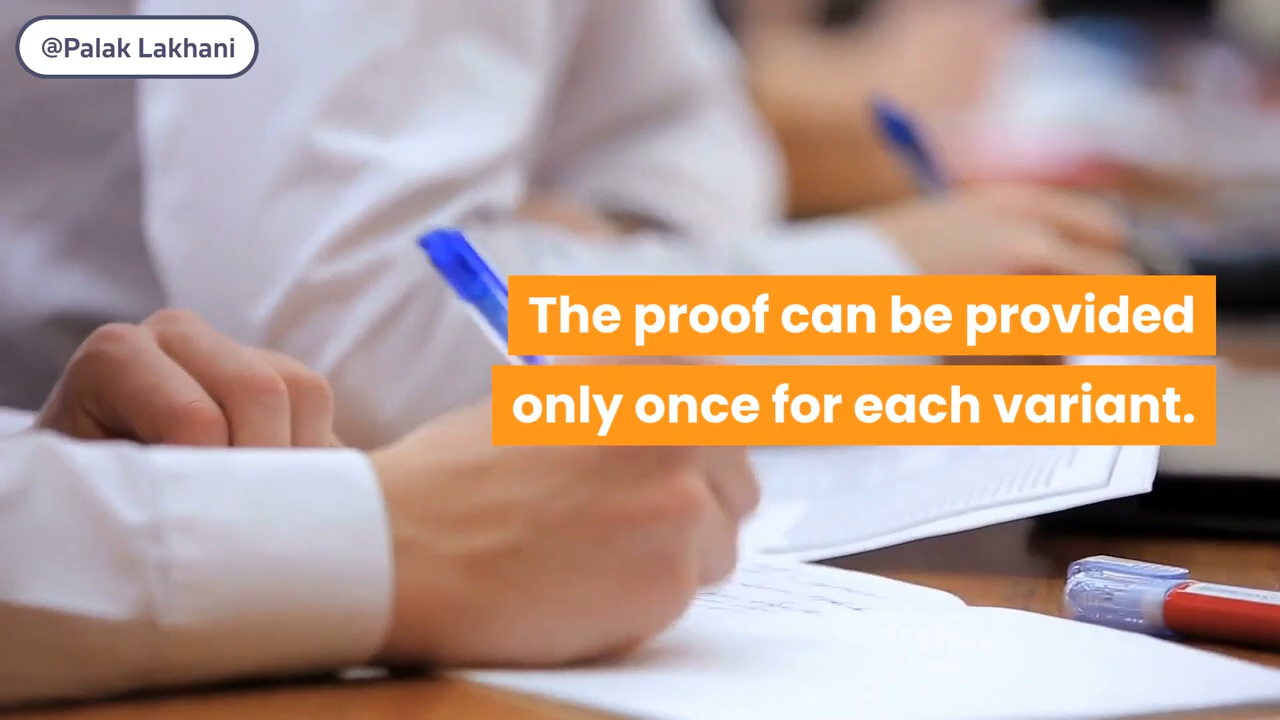 @Palak Lakhani
The proof can be provided
only once for each variant.